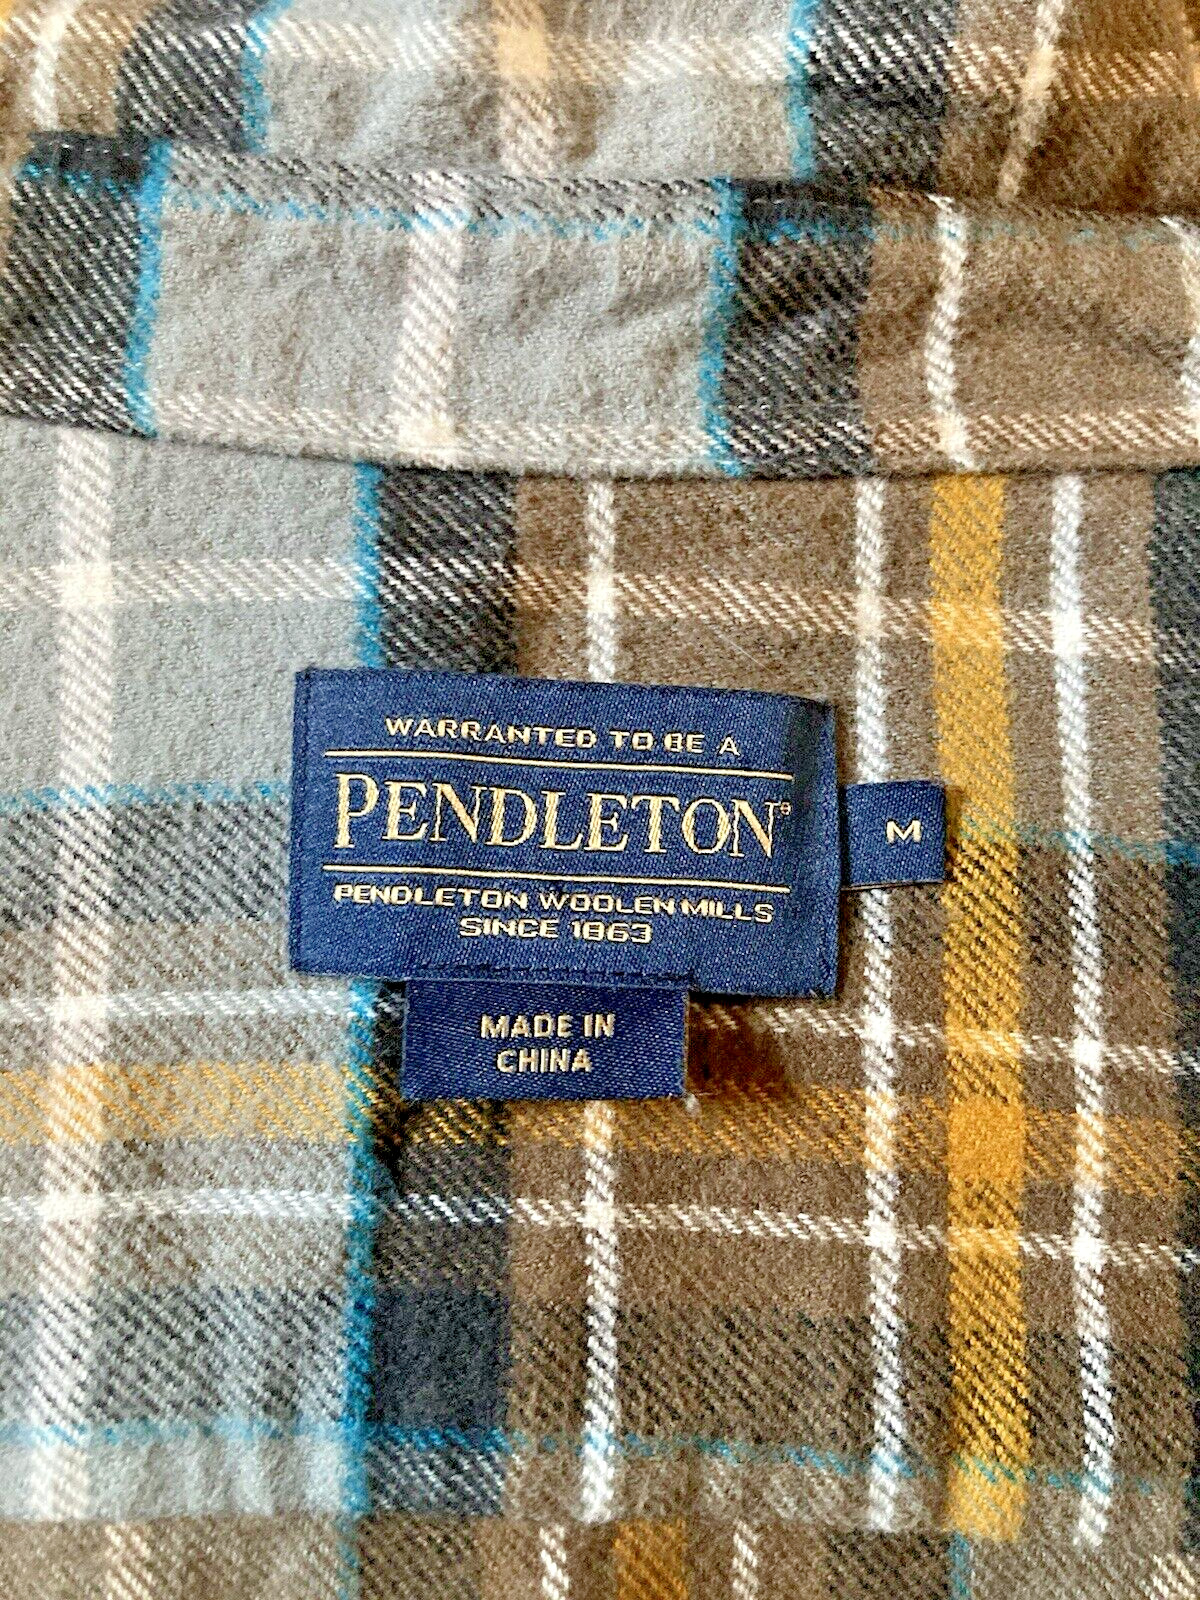 WARRANTED TO BE A
PENDLETON®
M
PENDLETON WOOLEN MILLS
SINCE 1863
MADE IN
CHINA